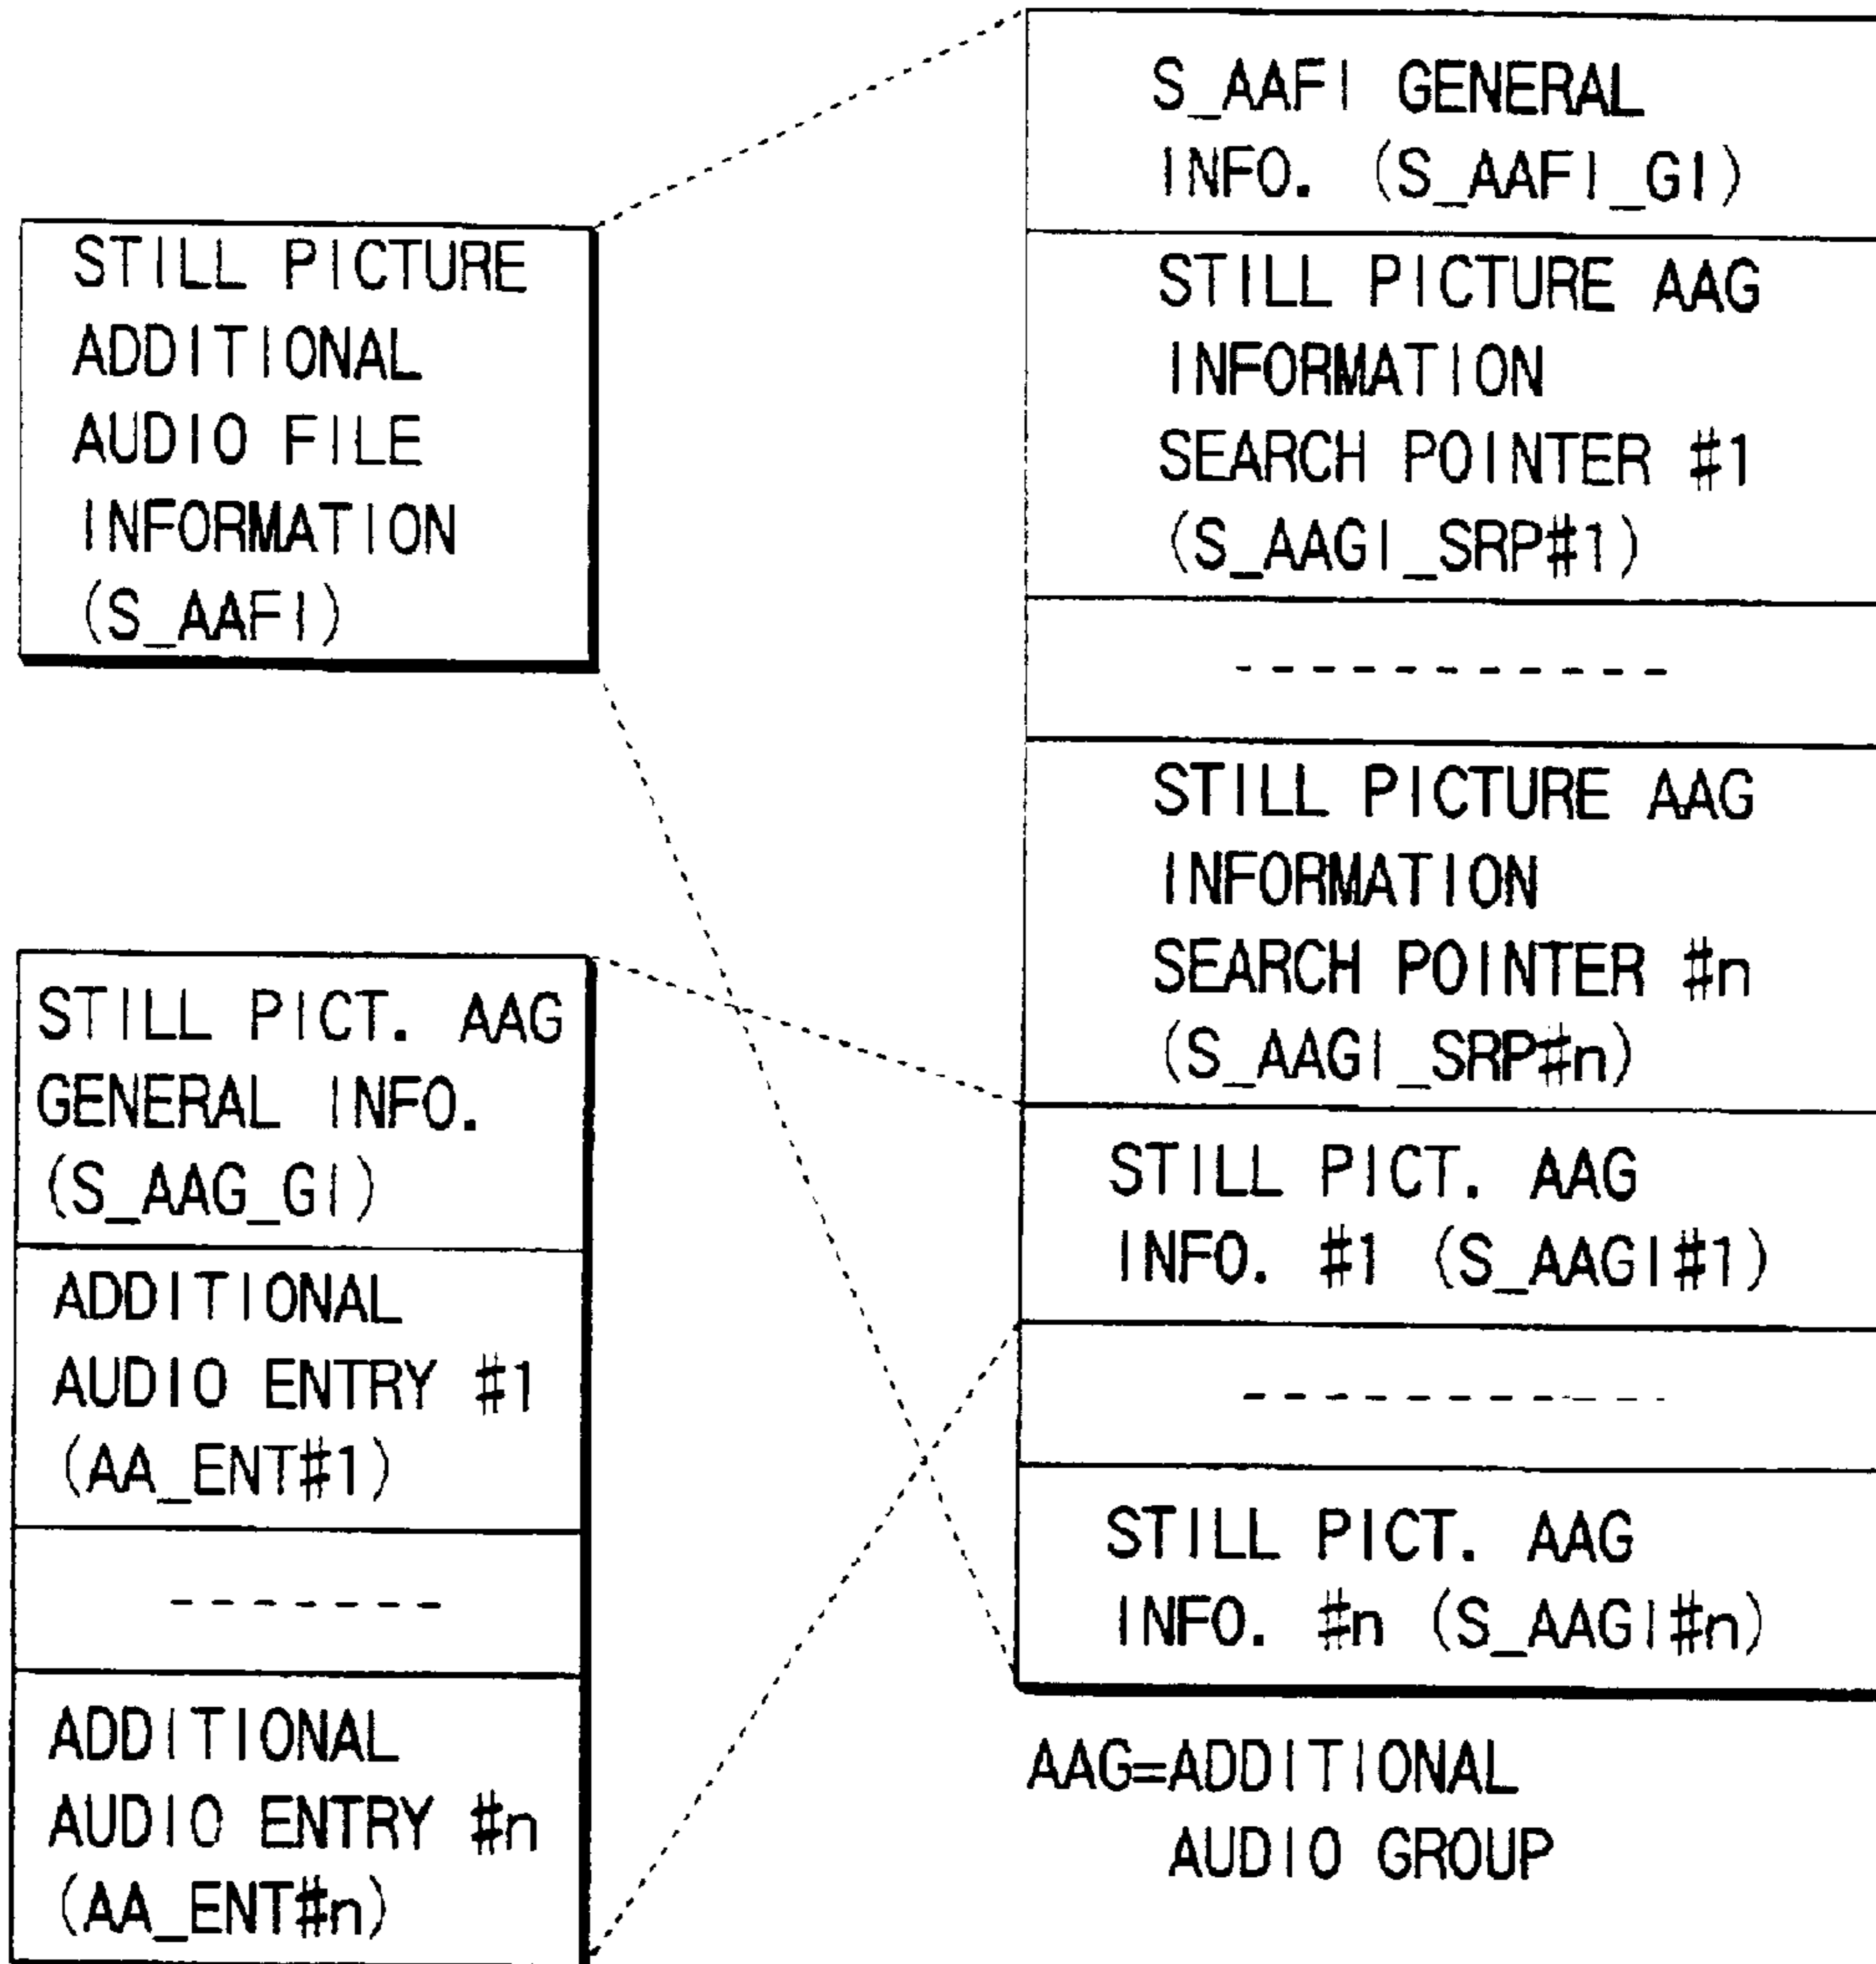 STILL PICTURE
ADDITIONAL
AUDIO FILE
INFORMATION
(S_AAFI)
S_AAFI GENERAL
INFO. (S_AAFI_GI)
STILL PICTURE AAG
INFORMATION
SEARCH POINTER #1
(S_AAGI_SRP#1)
STILL PICTURE AAG
INFORMATION
SEARCH POINTER #n
(S_AAGI_SRP#n)
STILL PICT. AAG
INFO. #1 (S_AAGI#1)
STILL PICT. AAG
INFO. #n (S_AAGI#n)
STILL PICT. AAG
GENERAL INFO.
(S_AAG_GI)
ADDITIONAL
AUDIO ENTRY #1
(AA_ENT#1)
ADDITIONAL
AUDIO ENTRY #n
(AA_ENT#n)
AAG=ADDITIONAL
AUDIO GROUP